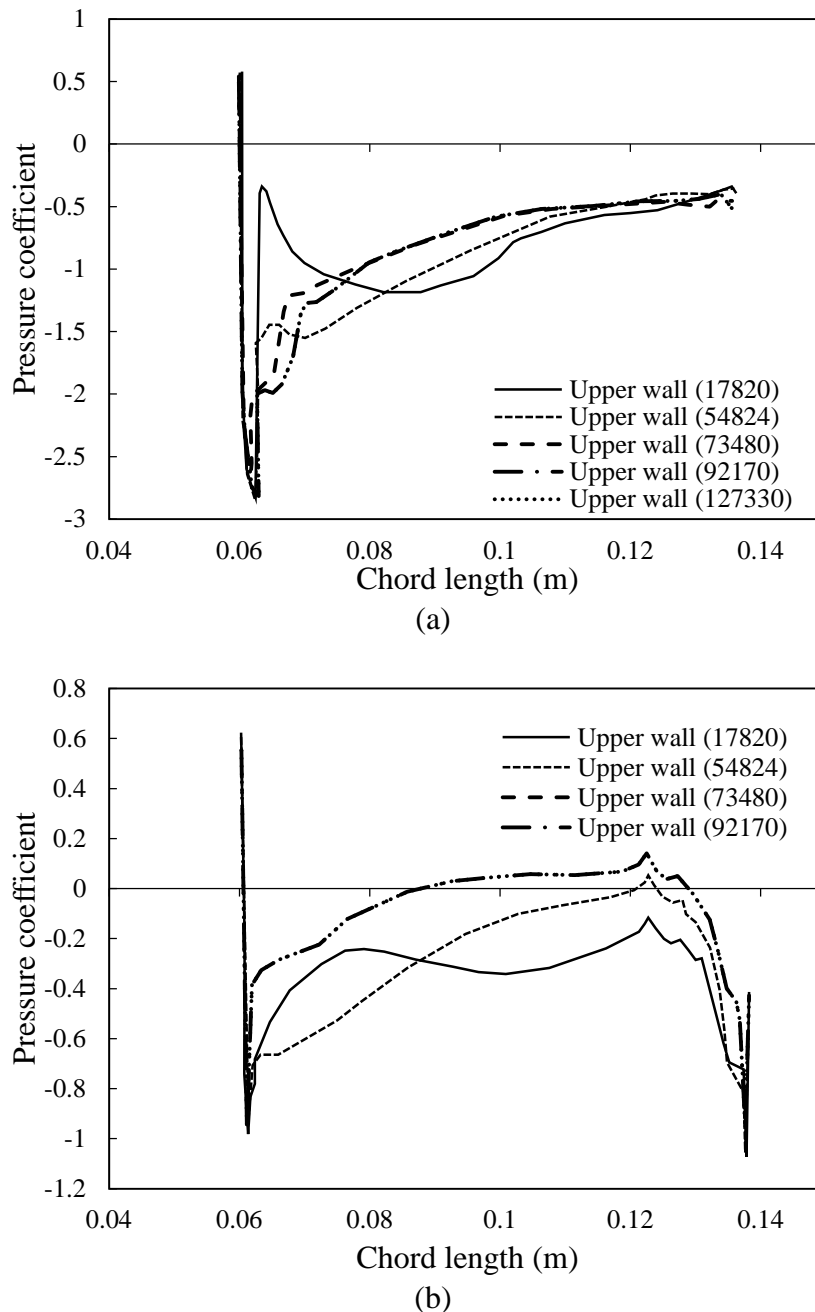 1
0.5
0
-0.5
-1
-1.5
-2
-2.5
-3
Pressure coefficient
Upper wall (17820)
Upper wall (54824)
Upper wall (73480)
Upper wall (92170)
Upper wall (127330)
0.04 0.06 0.08 0.1 0.12 0.14
Chord length (m)
(a)
0.8
0.6
0.4
0.2
0
-0.2
-0.4
-0.6
-0.8
-1
-1.2
Pressure coefficient
Upper wall (17820)
Upper wall (54824)
Upper wall (73480)
Upper wall (92170)
0.04 0.06 0.08 0.1 0.12 0.14
Chord length (m)
(b)